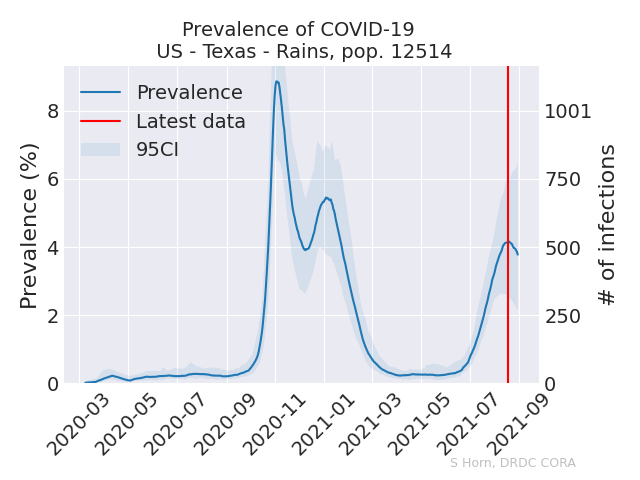 Prevalence of COVID-19
US - Texas - Rains, pop. 12514
Prevalence
Latest data
95CI
Prevalence (%)
8
6
4
2
0
1001
750
500
250
0
# of infections
2020-03
2020-05
2020-07
2020-09
2020-11
2021-01
2021-03
2021-05
2021-07
2021-09
S Horn, DRDC CORA